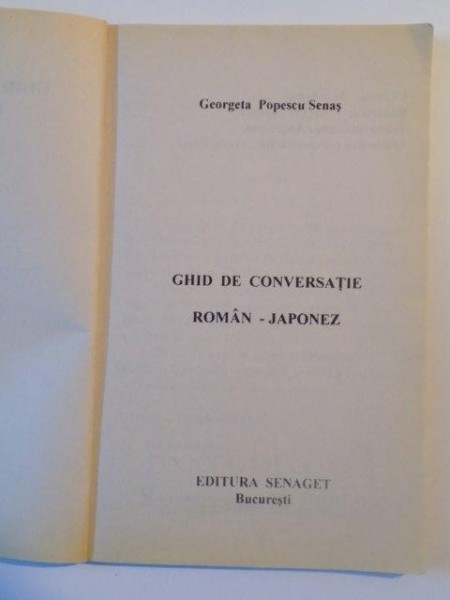 Georgeta Popescu Senaş
GHID DE CONVERSAŢIE
ROMÂN - JAPONEZ
EDITURA SENAGET
Bucureşti